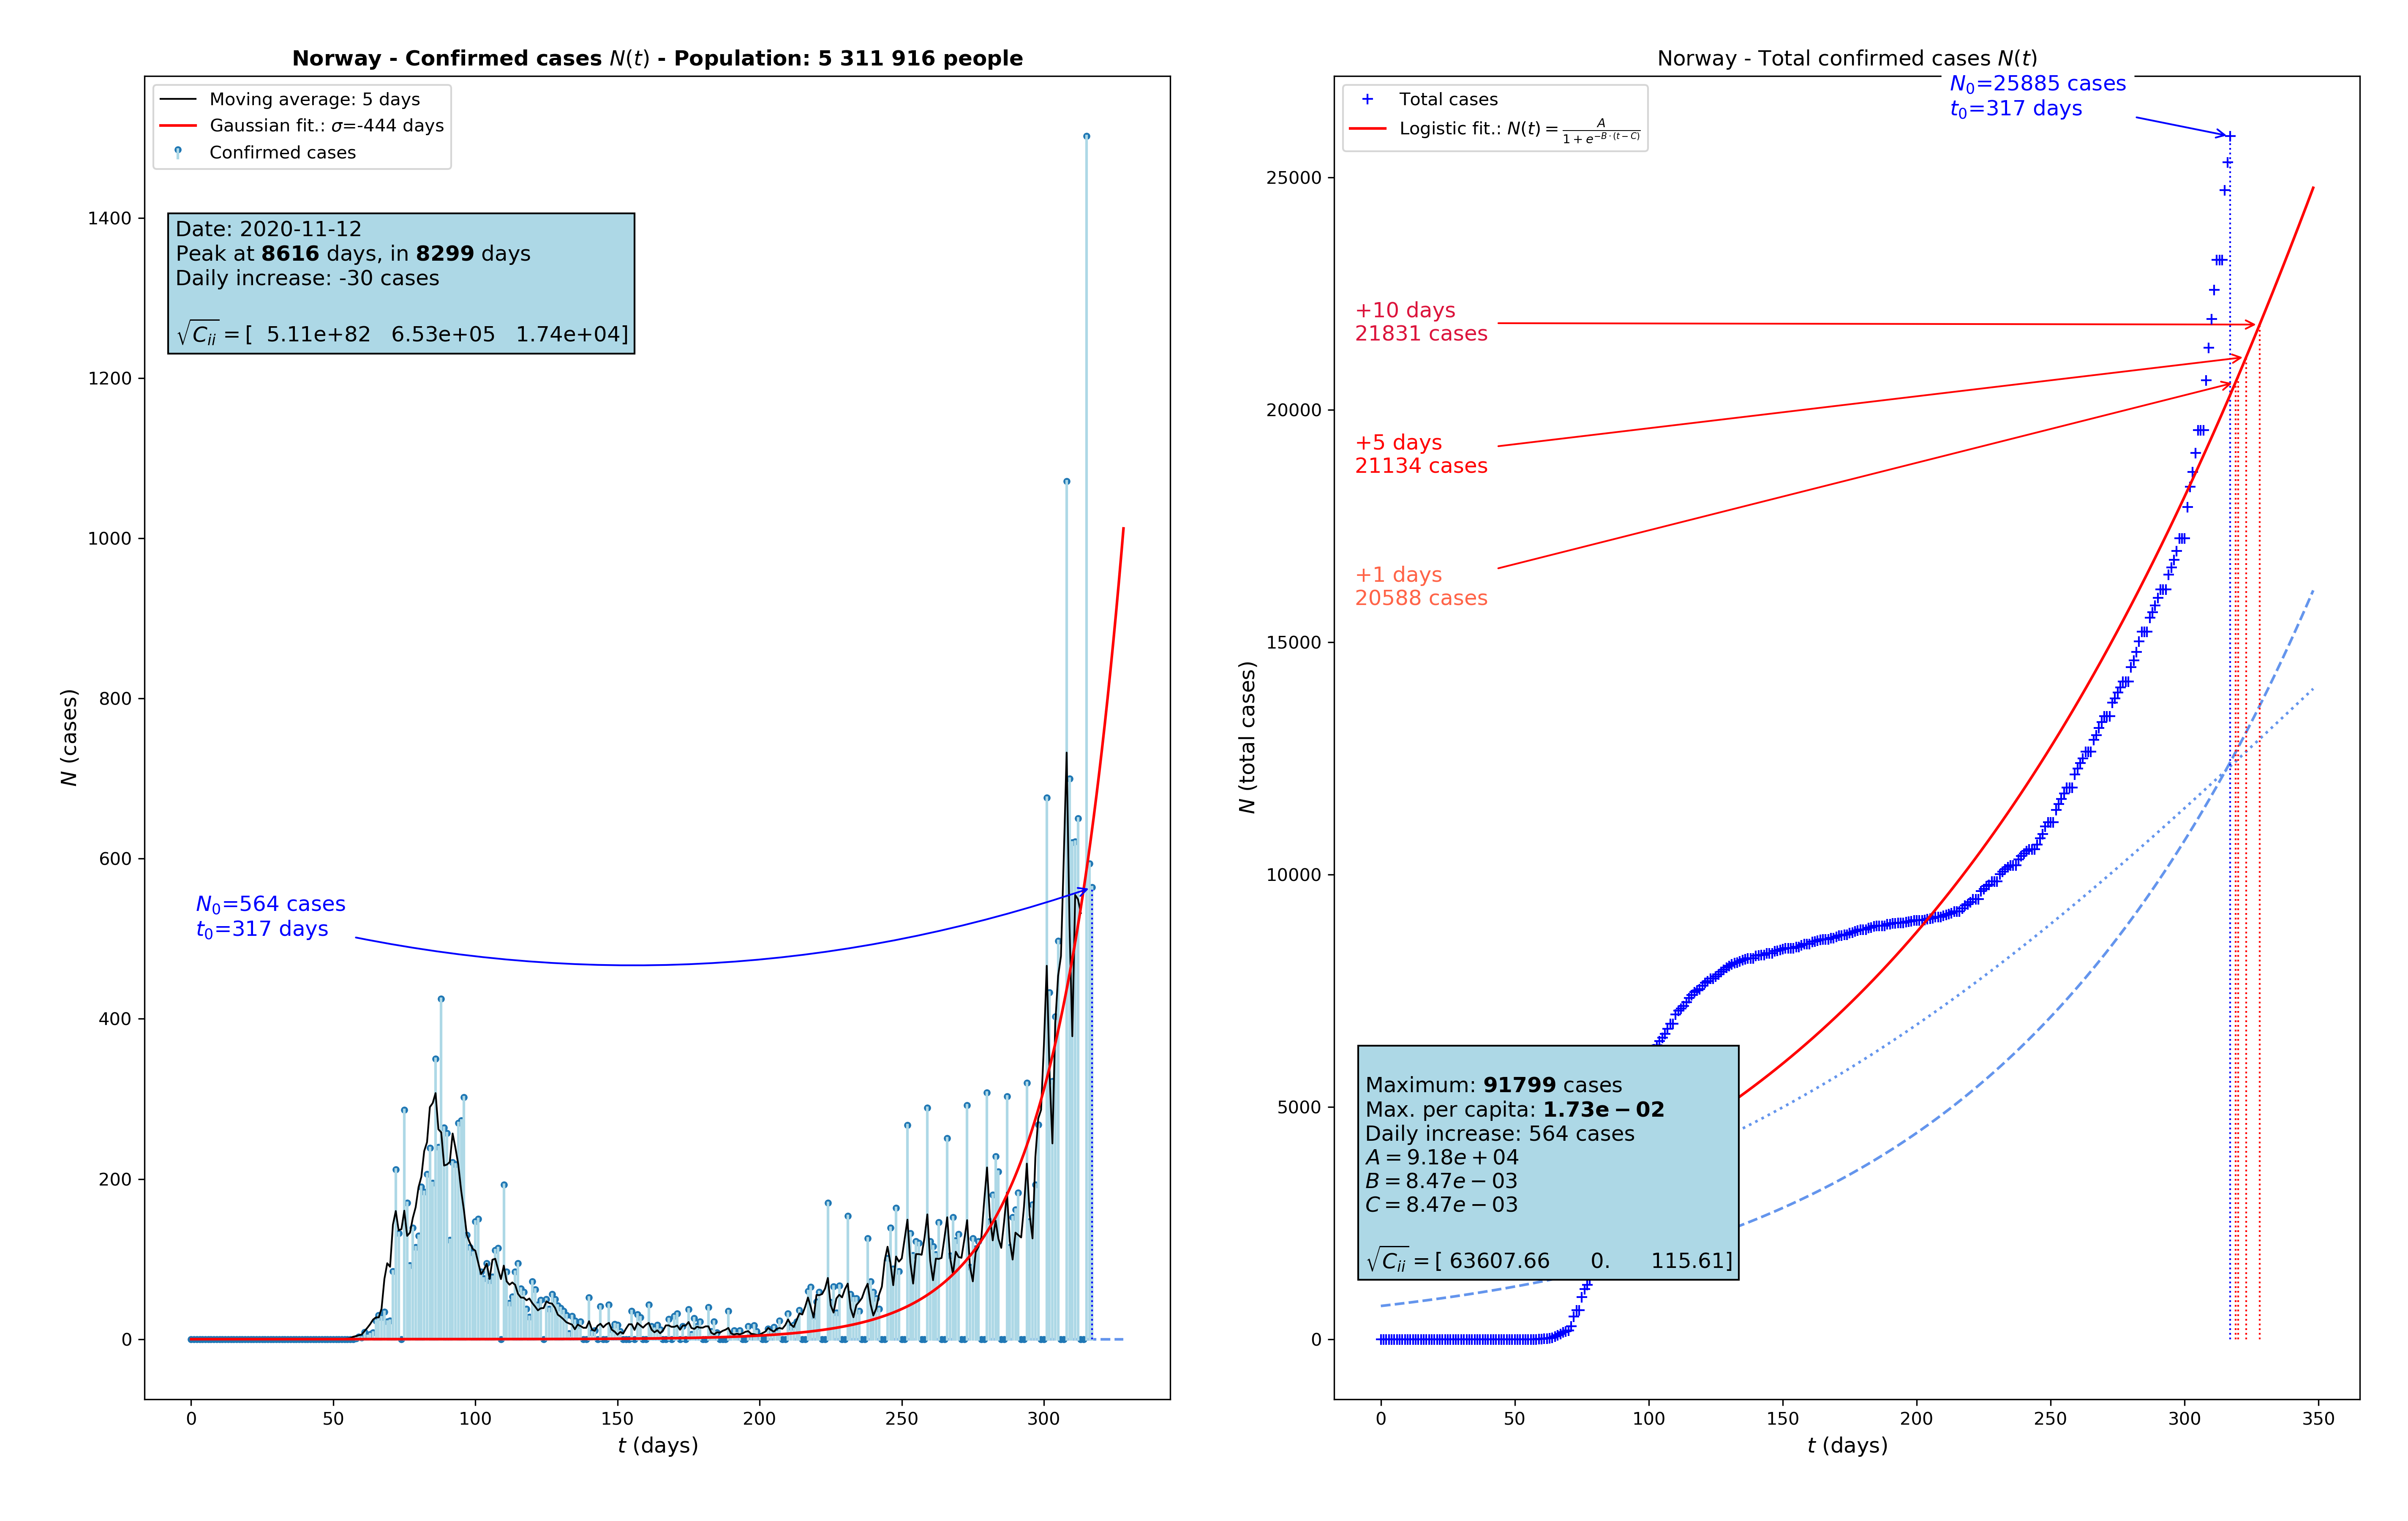 Norway - Confirmed cases N(t) - Population: 5 311 916 people
Moving average: 5 days
Gaussian fit.: σ=-444 days
Confirmed cases
Date: 2020-11-12
Peak at 8616 days, in 8299 days
Daily increase: -30 cases
√C_ii = [ 5.11e+82 6.53e+05 1.74e+04]
N₀=564 cases
t₀=317 days
1400
1200
1000
800
600
400
200
0
N (cases)
0 50 100 150 200 250 300
t (days)
Norway - Total confirmed cases N(t)
Total cases
Logistic fit.: N(t) = A / (1 + e^(−B·(t−C)))
N₀=25885 cases
t₀=317 days
+10 days
21831 cases
+5 days
21134 cases
+1 days
20588 cases
Maximum: 91799 cases
Max. per capita: 1.73e − 02
Daily increase: 564 cases
A = 9.18e + 04
B = 8.47e − 03
C = 8.47e − 03
√C_ii = [ 63607.66 0. 115.61]
25000
20000
15000
10000
5000
0
N (total cases)
0 50 100 150 200 250 300 350
t (days)